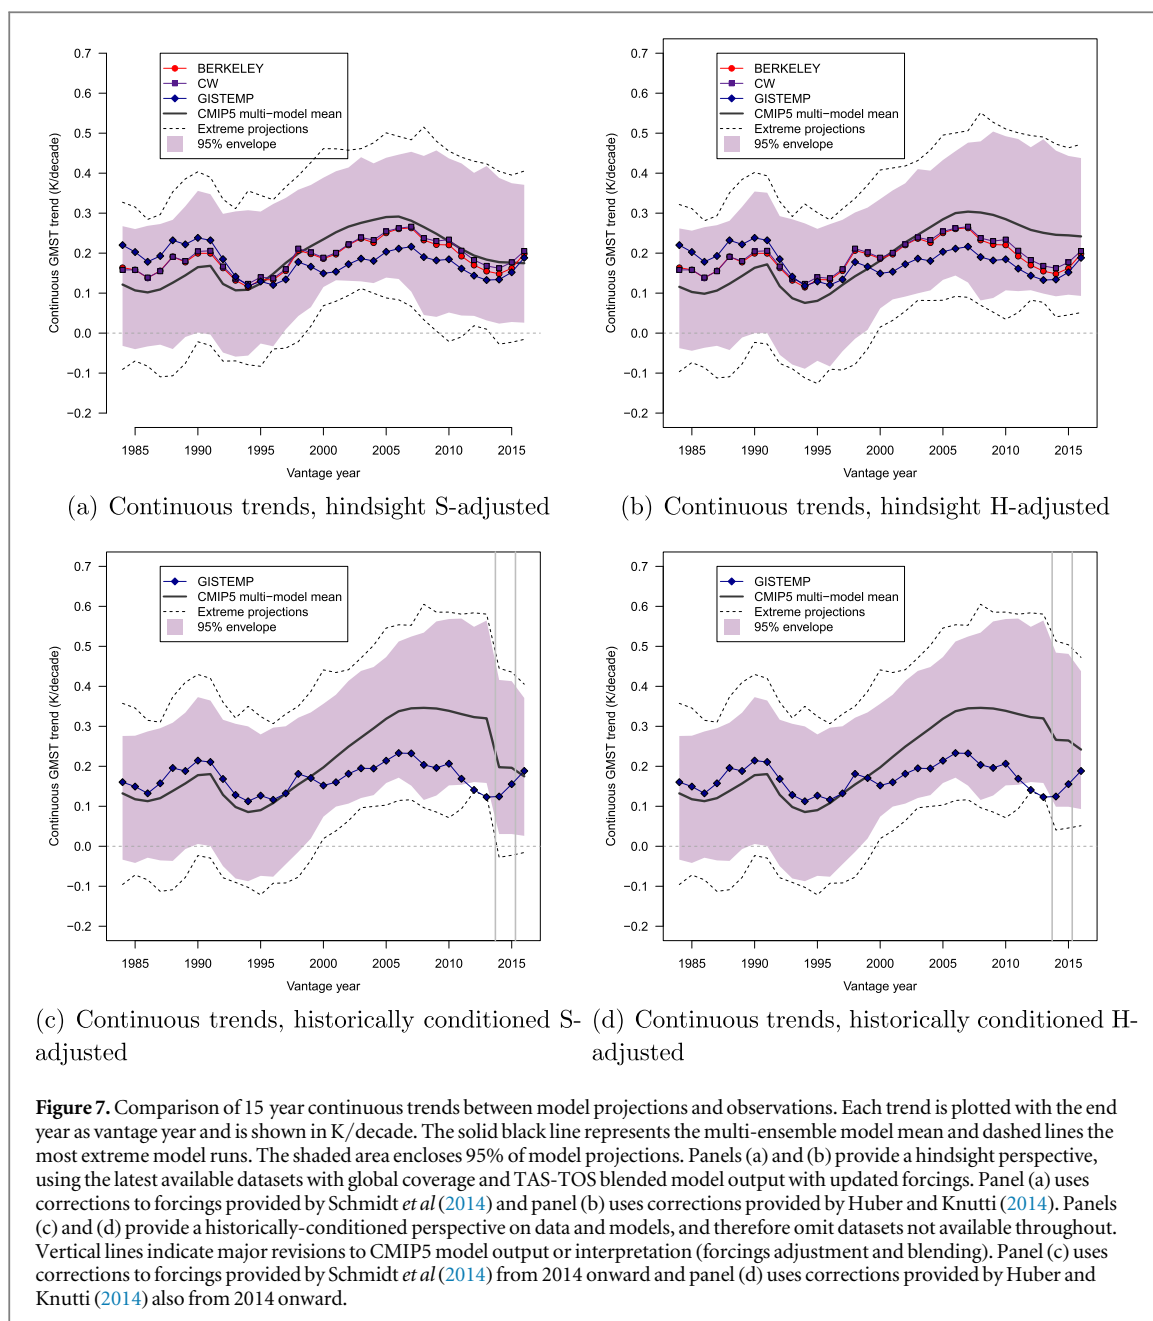 0.7
0.6
0.5
0.4
0.3
0.2
0.1
0.0
−0.1
−0.2
Continuous GMST trend (K/decade)
BERKELEY
CW
GISTEMP
CMIP5 multi−model mean
Extreme projections
95% envelope
1985 1990 1995 2000 2005 2010 2015
Vantage year
(a) Continuous trends, hindsight S-adjusted
0.7
0.6
0.5
0.4
0.3
0.2
0.1
0.0
−0.1
−0.2
Continuous GMST trend (K/decade)
BERKELEY
CW
GISTEMP
CMIP5 multi−model mean
Extreme projections
95% envelope
1985 1990 1995 2000 2005 2010 2015
Vantage year
(b) Continuous trends, hindsight H-adjusted
0.7
0.6
0.5
0.4
0.3
0.2
0.1
0.0
−0.1
−0.2
Continuous GMST trend (K/decade)
GISTEMP
CMIP5 multi−model mean
Extreme projections
95% envelope
1985 1990 1995 2000 2005 2010 2015
Vantage year
(c) Continuous trends, historically conditioned S-
adjusted
0.7
0.6
0.5
0.4
0.3
0.2
0.1
0.0
−0.1
−0.2
Continuous GMST trend (K/decade)
GISTEMP
CMIP5 multi−model mean
Extreme projections
95% envelope
1985 1990 1995 2000 2005 2010 2015
Vantage year
(d) Continuous trends, historically conditioned H-
adjusted
Figure 7. Comparison of 15 year continuous trends between model projections and observations. Each trend is plotted with the end
year as vantage year and is shown in K/decade. The solid black line represents the multi-ensemble model mean and dashed lines the
most extreme model runs. The shaded area encloses 95% of model projections. Panels (a) and (b) provide a hindsight perspective,
using the latest available datasets with global coverage and TAS-TOS blended model output with updated forcings. Panel (a) uses
corrections to forcings provided by Schmidt et al (2014) and panel (b) uses corrections provided by Huber and Knutti (2014). Panels
(c) and (d) provide a historically-conditioned perspective on data and models, and therefore omit datasets not available throughout.
Vertical lines indicate major revisions to CMIP5 model output or interpretation (forcings adjustment and blending). Panel (c) uses
corrections to forcings provided by Schmidt et al (2014) from 2014 onward and panel (d) uses corrections provided by Huber and
Knutti (2014) also from 2014 onward.